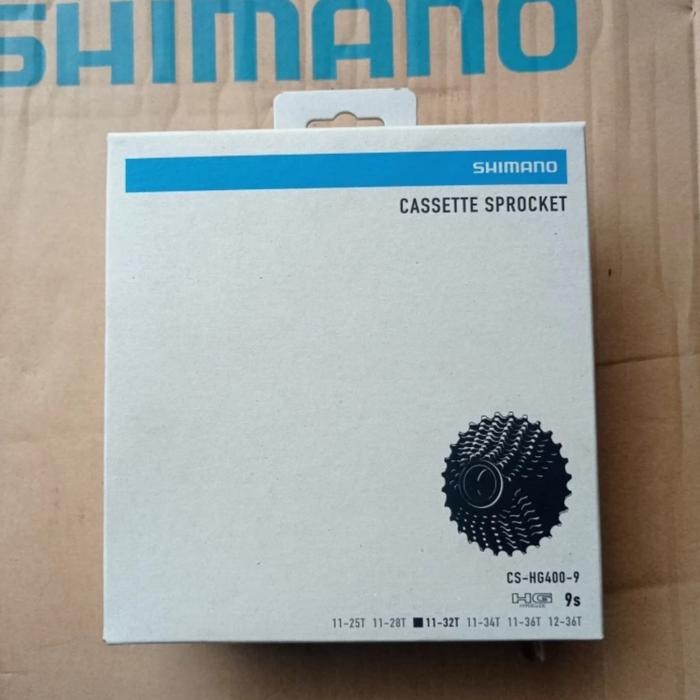 SHIMANO
SHIMANO
CASSETTE SPROCKET
CS-HG400-9
HG 9s
11-25T 11-28T ■11-32T 11-34T 11-36T 12-36T